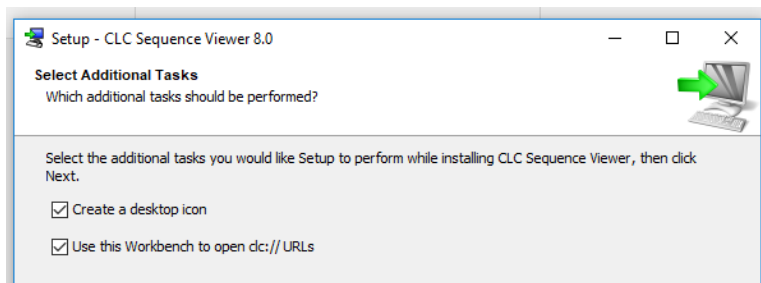 Setup - CLC Sequence Viewer 8.0
Select Additional Tasks
Which additional tasks should be performed?
Select the additional tasks you would like Setup to perform while installing CLC Sequence Viewer, then click
Next.
Create a desktop icon
Use this Workbench to open clc:// URLs